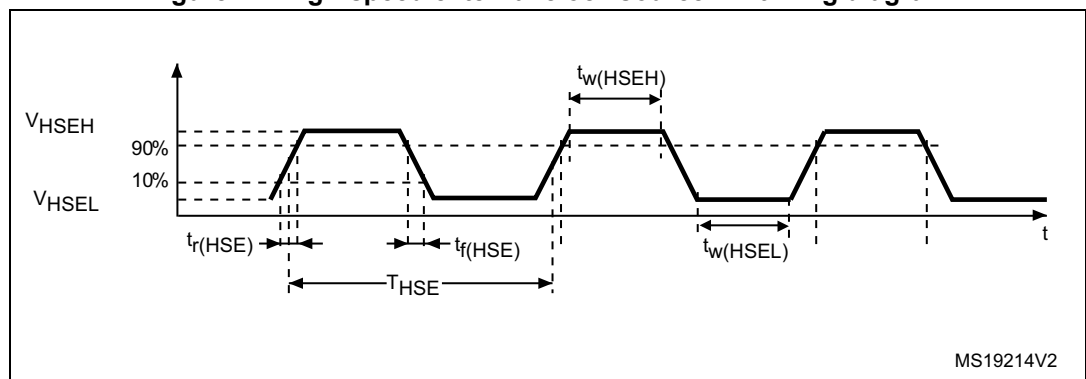 VHSEH
90%
10%
VHSEL
tr(HSE)
tf(HSE)
THSE
tw(HSEH)
tw(HSEL)
t
MS19214V2